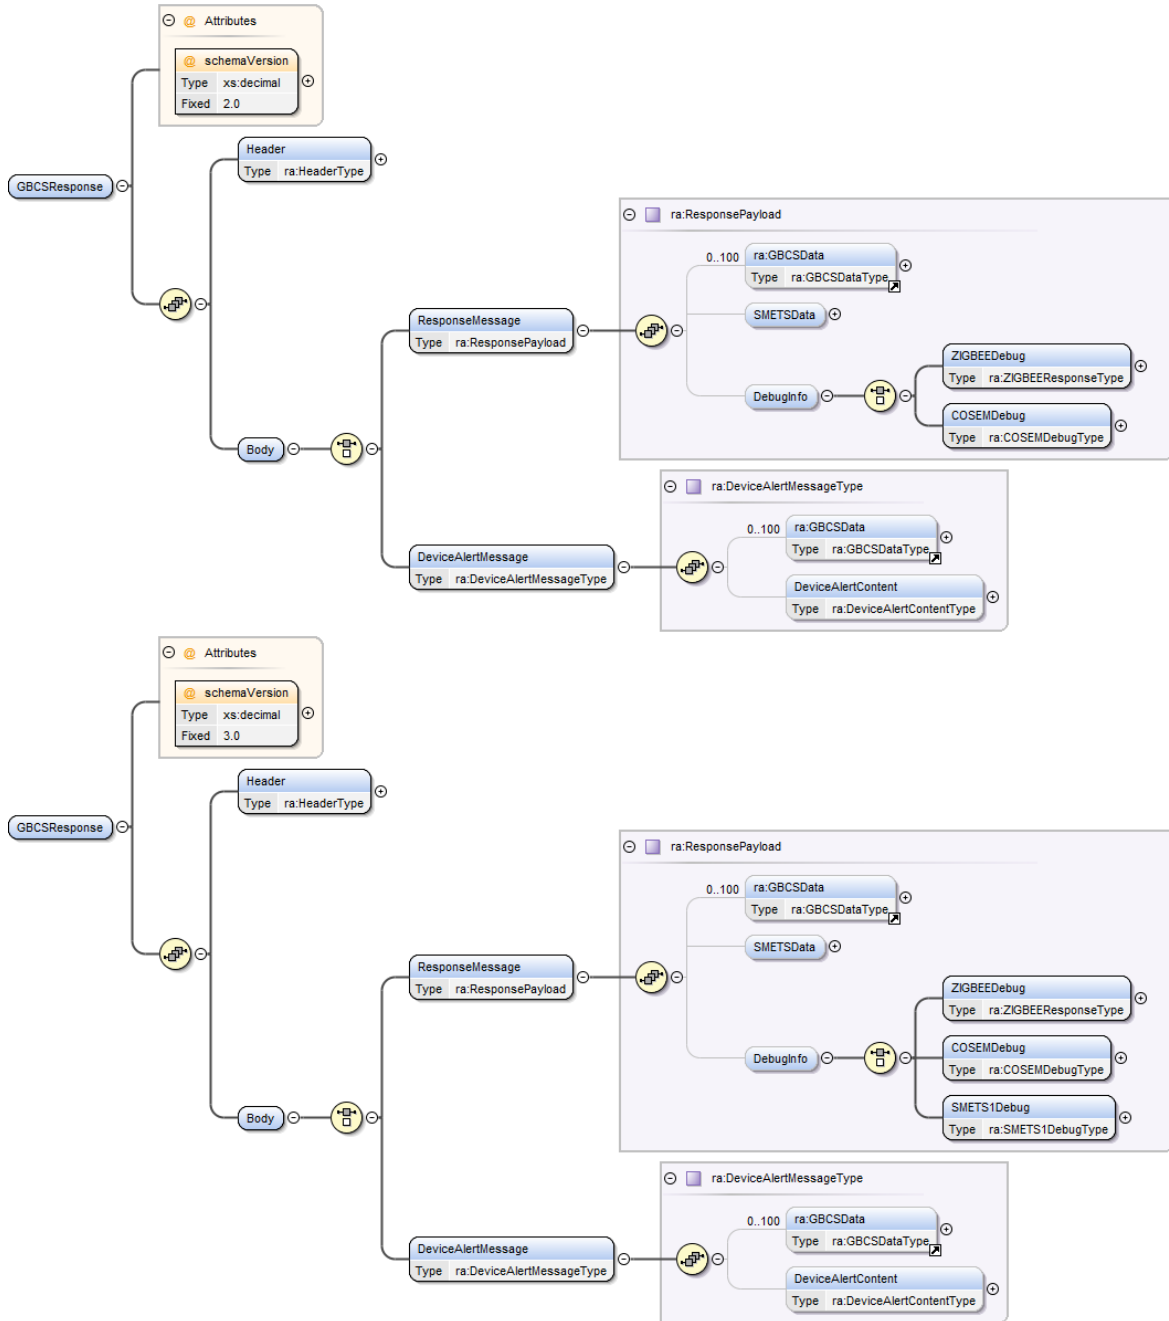 @ Attributes
@ schemaVersion
Type xs:decimal
Fixed 2.0
Header
Type ra:HeaderType
GBCSResponse
ra:ResponsePayload
0..100 ra:GBCSData
Type ra:GBCSDataType
SMETSData
ResponseMessage
Type ra:ResponsePayload
ZIGBEEDebug
Type ra:ZIGBEEResponseType
DebugInfo
COSEMDebug
Type ra:COSEMDebugType
Body
ra:DeviceAlertMessageType
0..100 ra:GBCSData
Type ra:GBCSDataType
DeviceAlertMessage
Type ra:DeviceAlertMessageType
DeviceAlertContent
Type ra:DeviceAlertContentType
@ Attributes
@ schemaVersion
Type xs:decimal
Fixed 3.0
Header
Type ra:HeaderType
GBCSResponse
ra:ResponsePayload
0..100 ra:GBCSData
Type ra:GBCSDataType
SMETSData
ResponseMessage
Type ra:ResponsePayload
ZIGBEEDebug
Type ra:ZIGBEEResponseType
DebugInfo
COSEMDebug
Type ra:COSEMDebugType
SMETS1Debug
Type ra:SMETS1DebugType
Body
ra:DeviceAlertMessageType
0..100 ra:GBCSData
Type ra:GBCSDataType
DeviceAlertMessage
Type ra:DeviceAlertMessageType
DeviceAlertContent
Type ra:DeviceAlertContentType